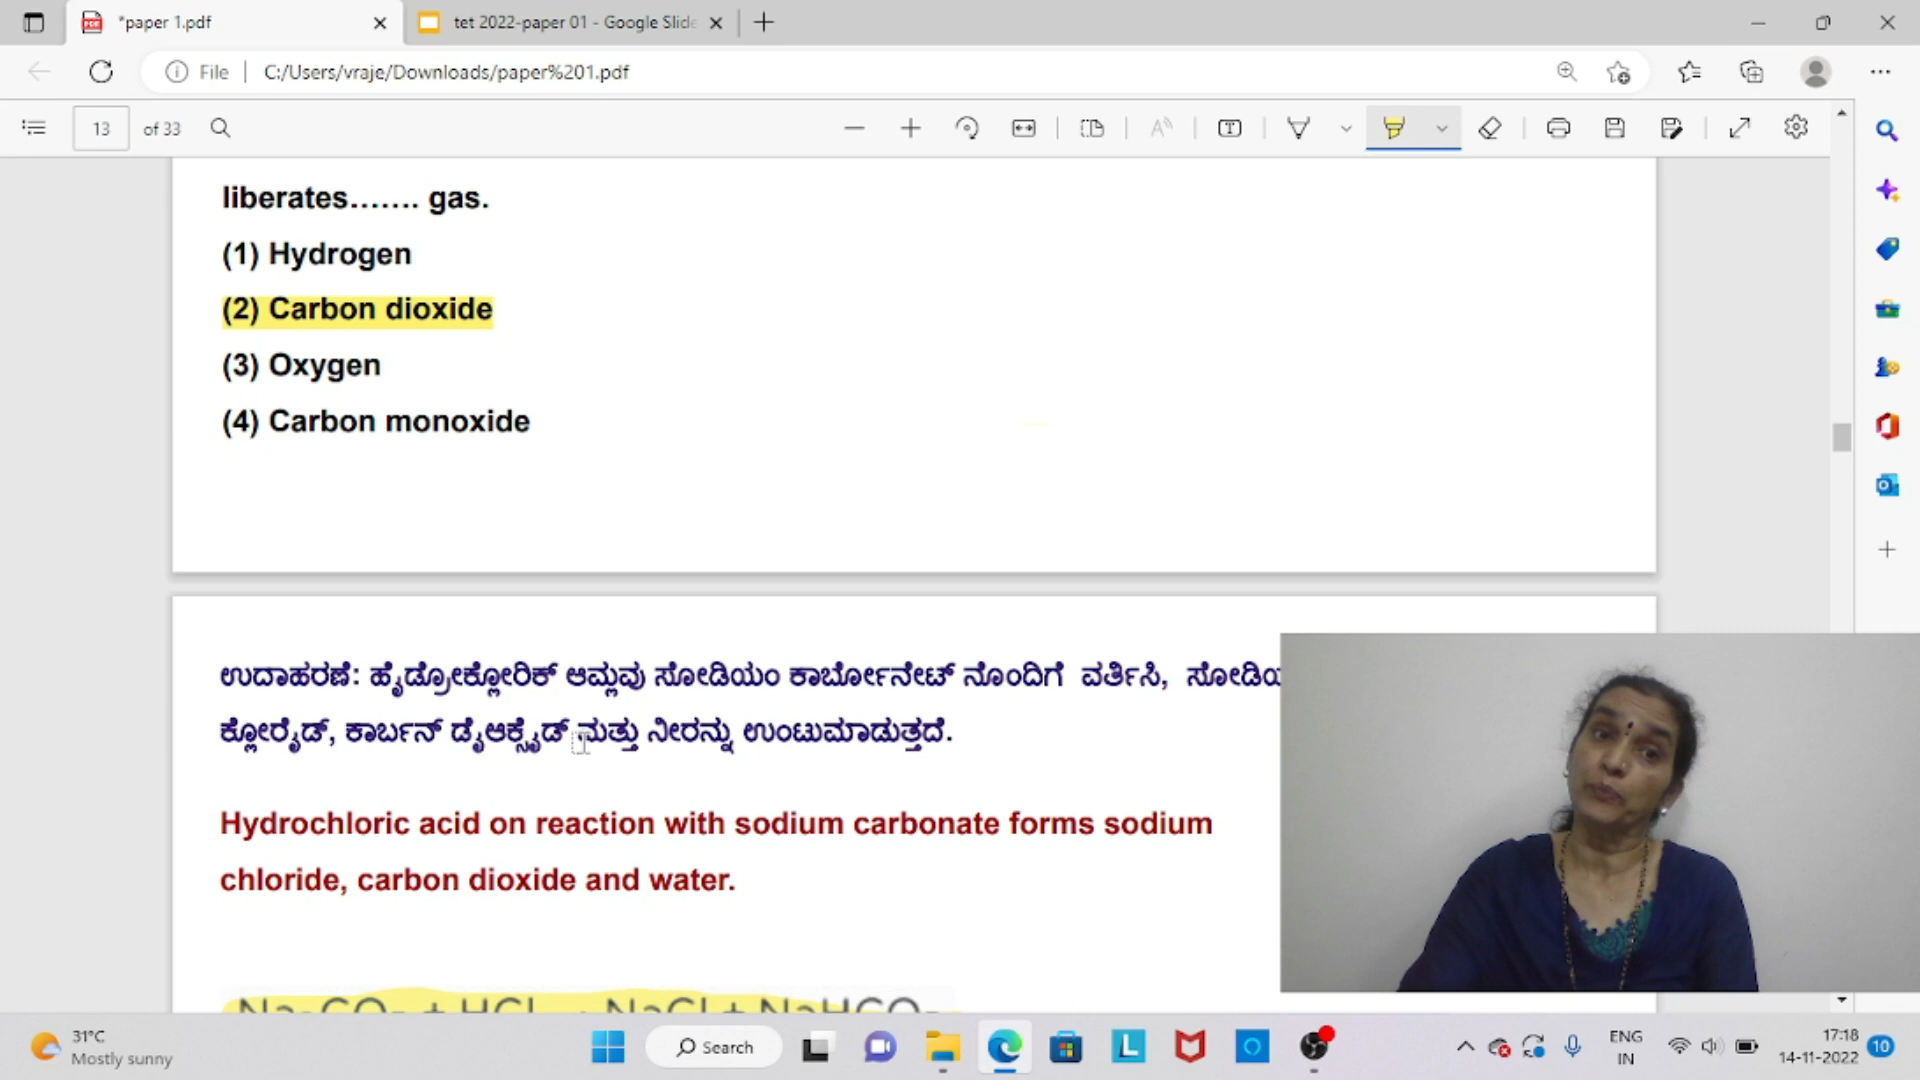 *paper 1.pdf
tet 2022-paper 01 - Google Slide
File
C:/Users/vraje/Downloads/paper%201.pdf
13 of 33
liberates....... gas.
(1) Hydrogen
(2) Carbon dioxide
(3) Oxygen
(4) Carbon monoxide
ಉದಾಹರಣೆ: ಹೈಡ್ರೋಕ್ಲೋರಿಕ್ ಆಮ್ಲವು ಸೋಡಿಯಂ ಕಾರ್ಬೋನೇಟ್ ನೊಂದಿಗೆ ವರ್ತಿಸಿ,
ಕ್ಲೋರೈಡ್, ಕಾರ್ಬನ್ ಡೈಆಕ್ಸೈಡ್ ಮತ್ತು ನೀರನ್ನು ಉಂಟುಮಾಡುತ್ತದೆ.
Hydrochloric acid on reaction with sodium carbonate forms sodium
chloride, carbon dioxide and water.
31°C
Mostly sunny
Search
ENG
IN
17:18
14-11-2022
10